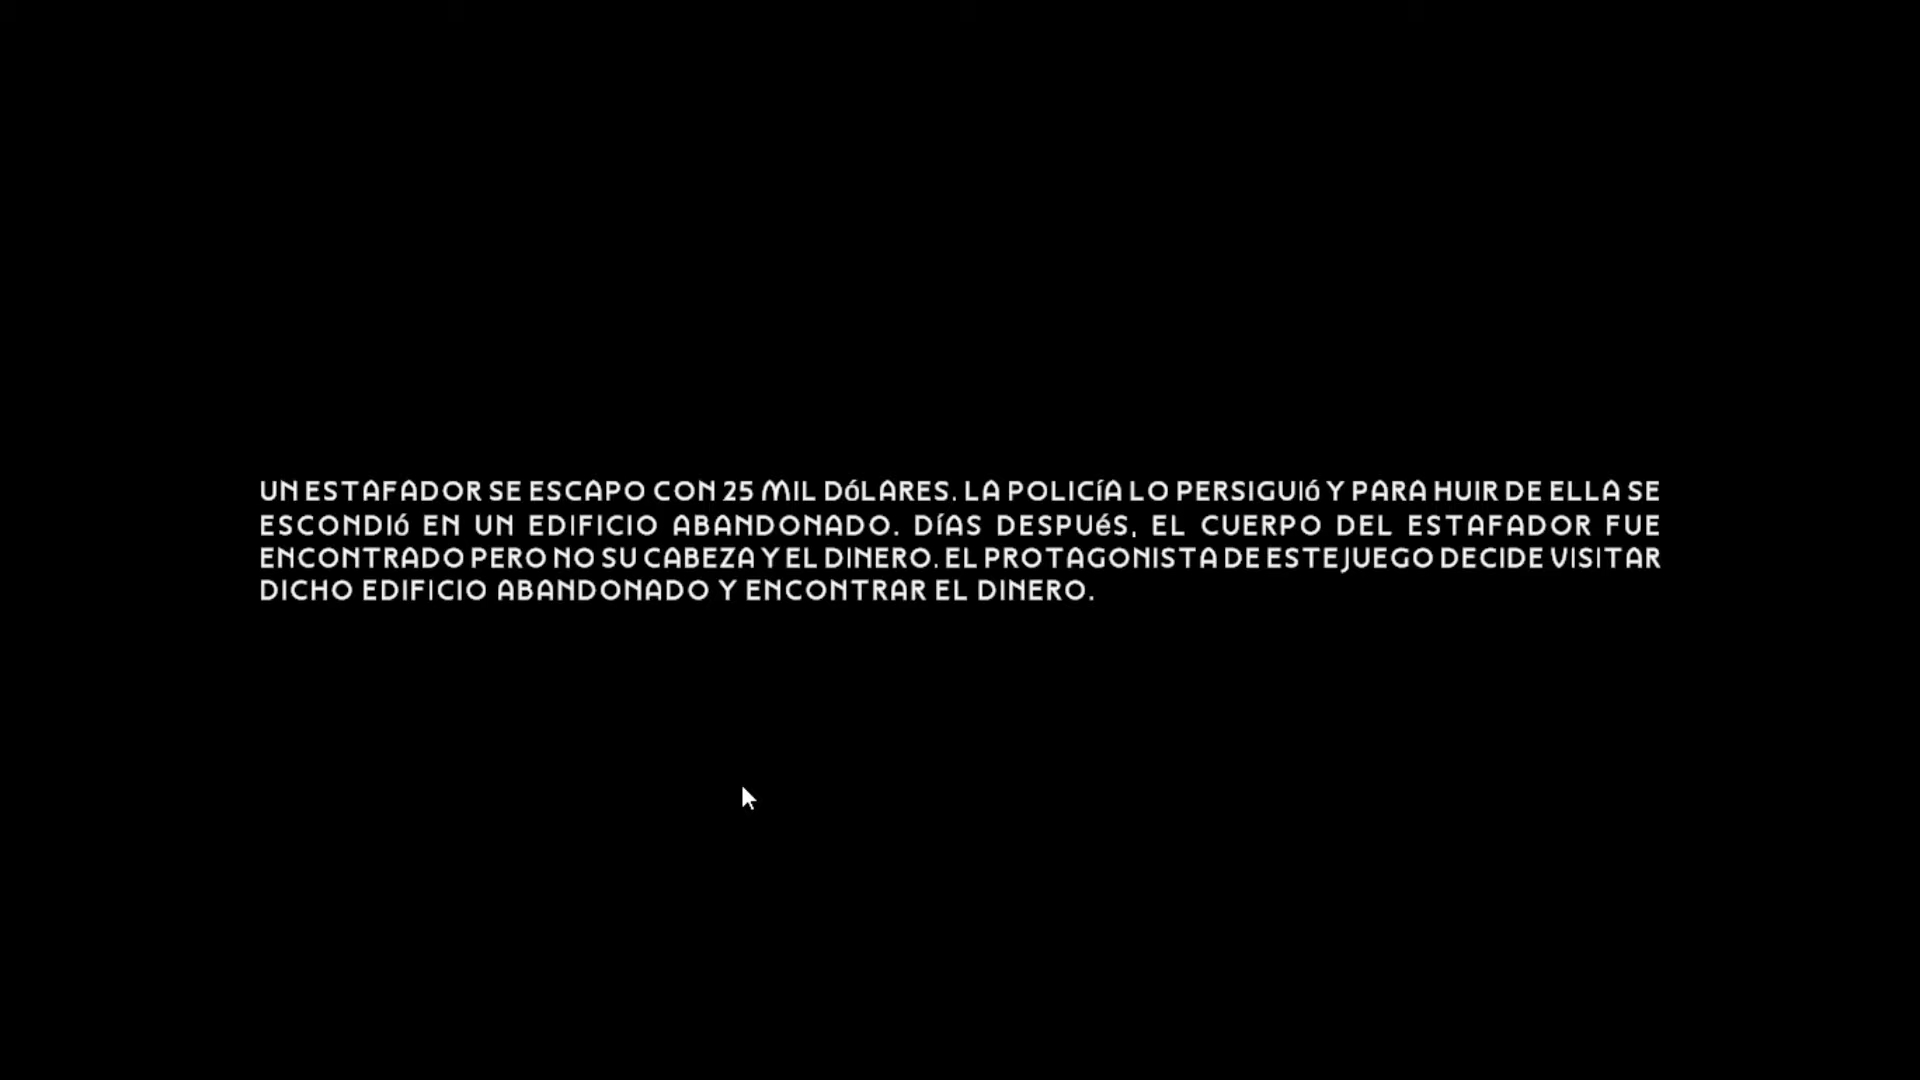 UN ESTAFADOR SE ESCAPO CON 25 MIL DóLARES. LA POLICíA LO PERSIGUIó Y PARA HUIR DE ELLA SE
ESCONDIó EN UN EDIFICIO ABANDONADO. DíAS DESPUéS, EL CUERPO DEL ESTAFADOR FUE
ENCONTRADO PERO NO SU CABEZA Y EL DINERO. EL PROTAGONISTA DE ESTE JUEGO DECIDE VISITAR
DICHO EDIFICIO ABANDONADO Y ENCONTRAR EL DINERO.